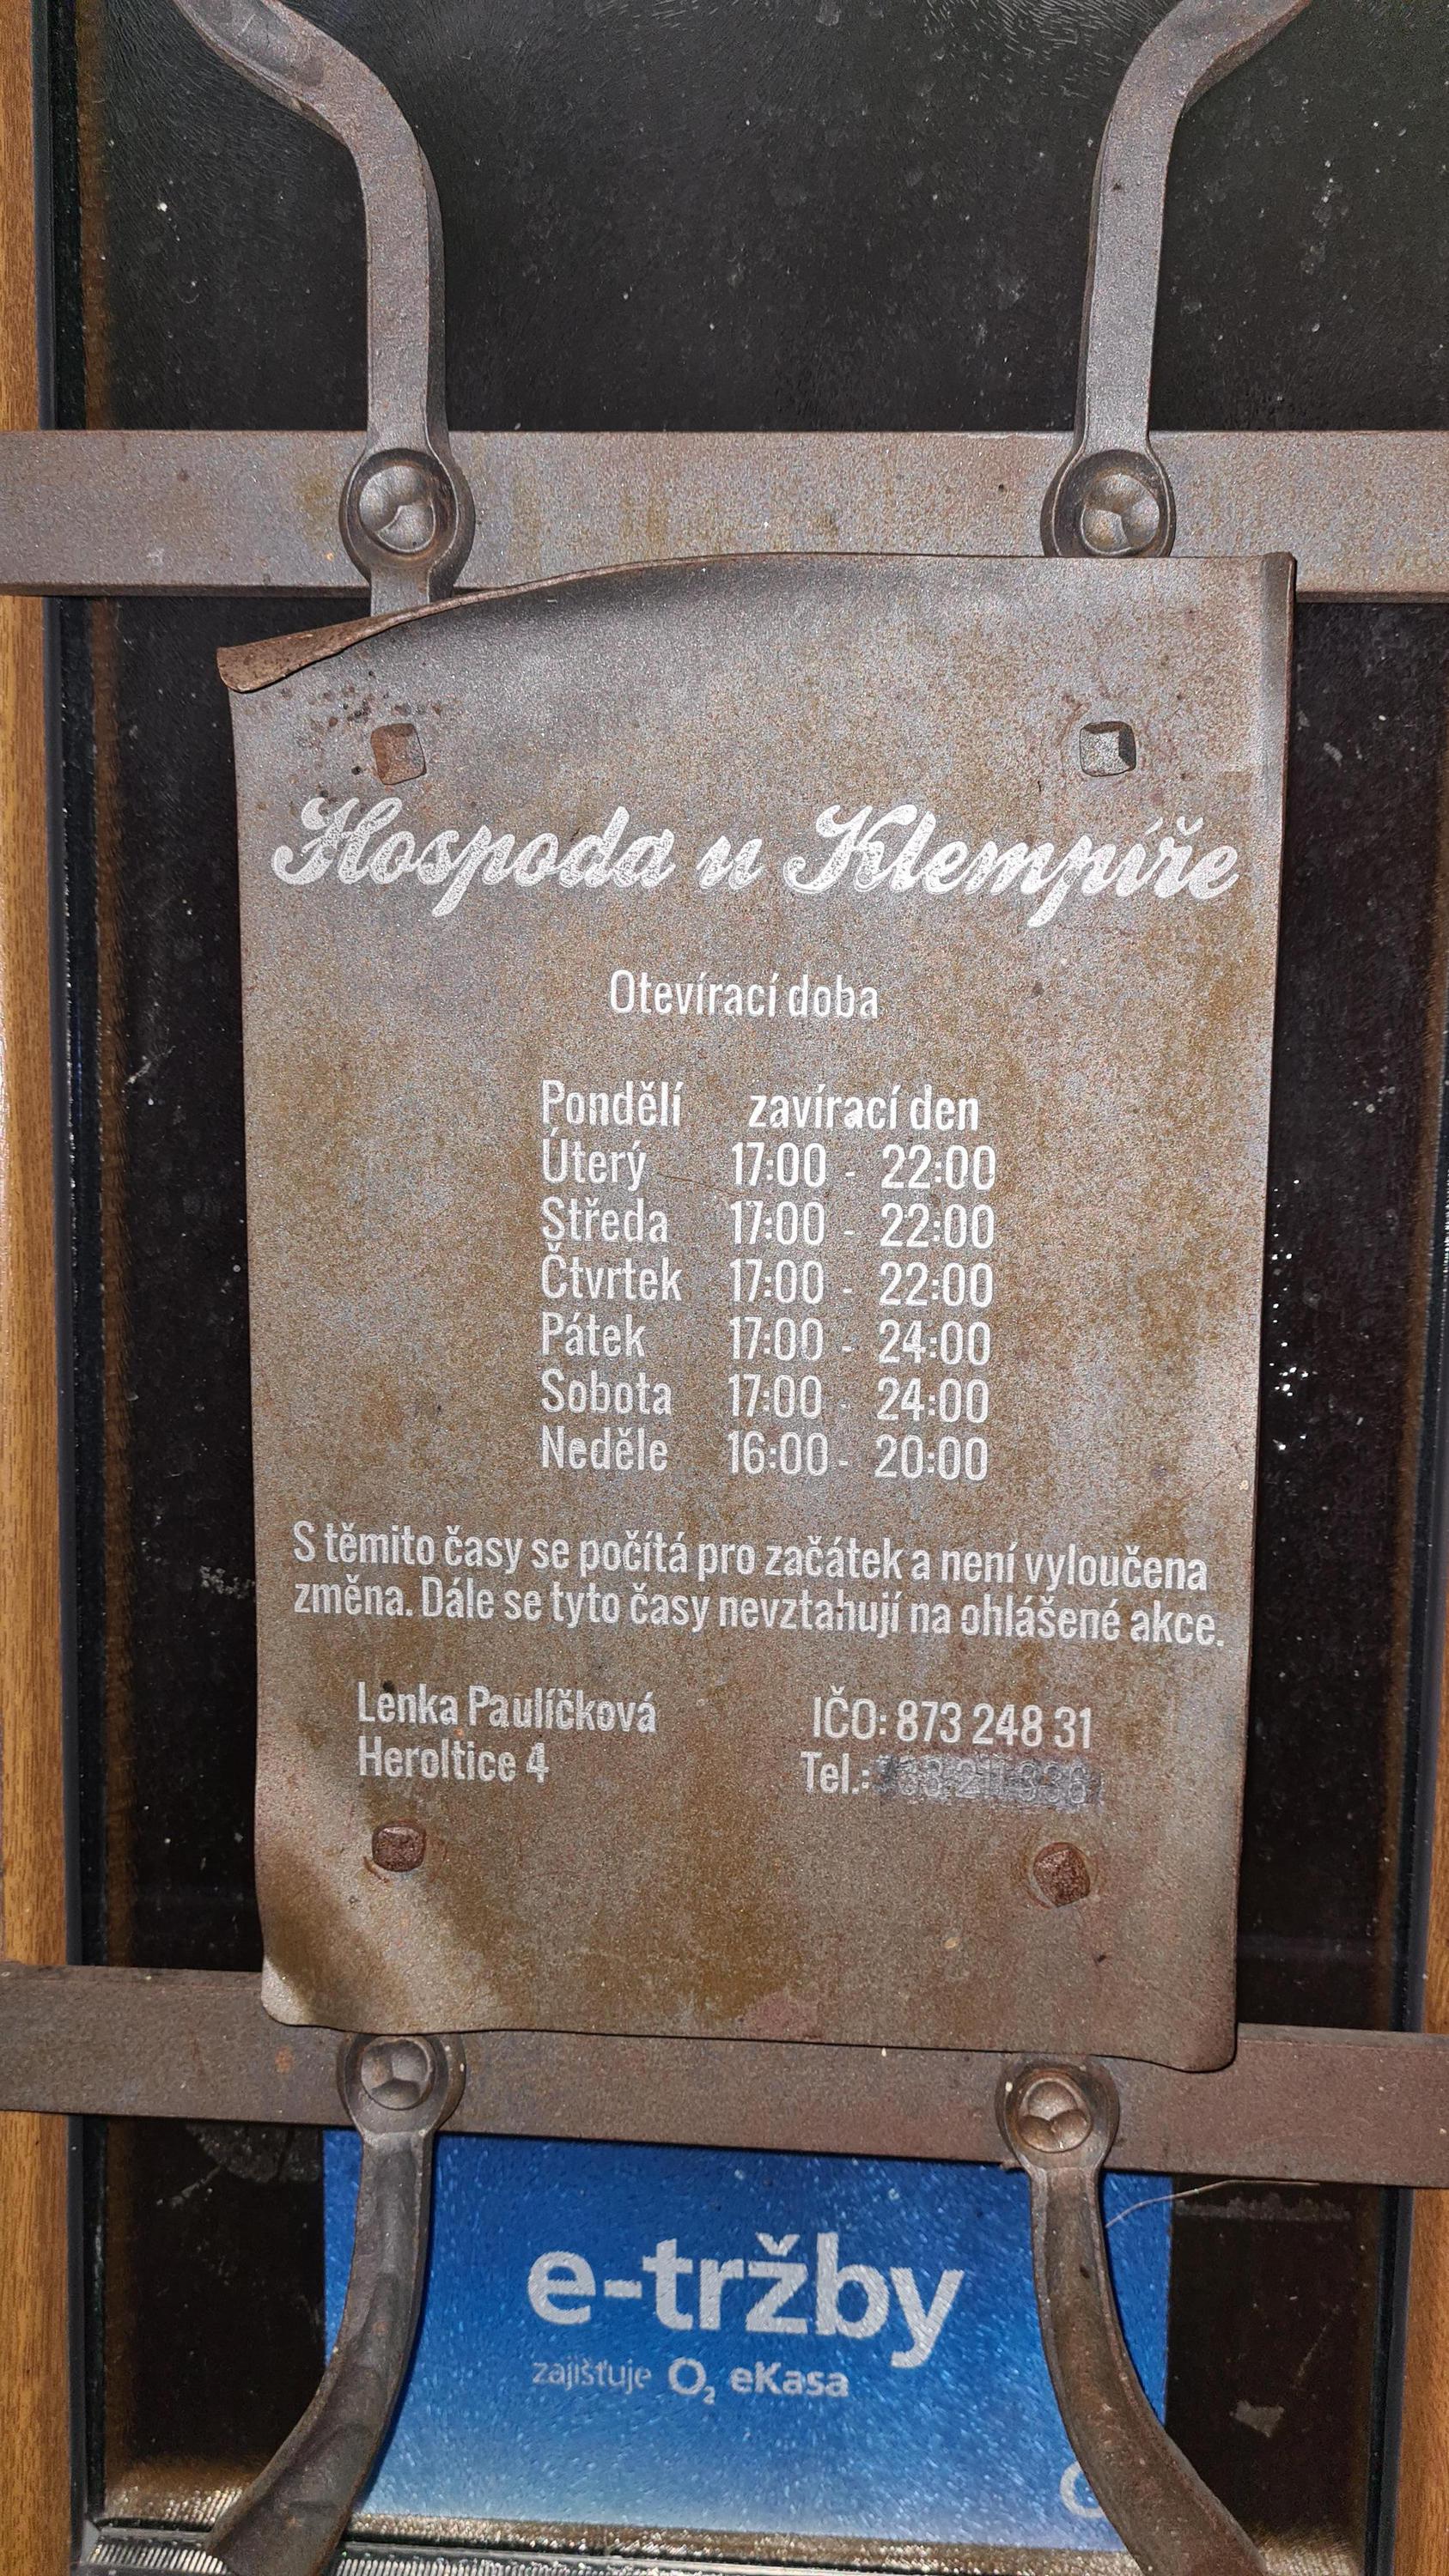 Hospoda u Klempíře
Otevírací doba
Pondělí zavírací den
Úterý 17:00 - 22:00
Středa 17:00 - 22:00
Čtvrtek 17:00 - 22:00
Pátek 17:00 - 24:00
Sobota 17:00 - 24:00
Neděle 16:00 - 20:00
S těmito časy se počítá pro začátek a není vyloučena
změna. Dále se tyto časy nevztahují na ohlášené akce.
Lenka Paulíčková IČO: 873 248 31
Heroltice 4 Tel.:
e-tržby
zajišťuje O2 eKasa